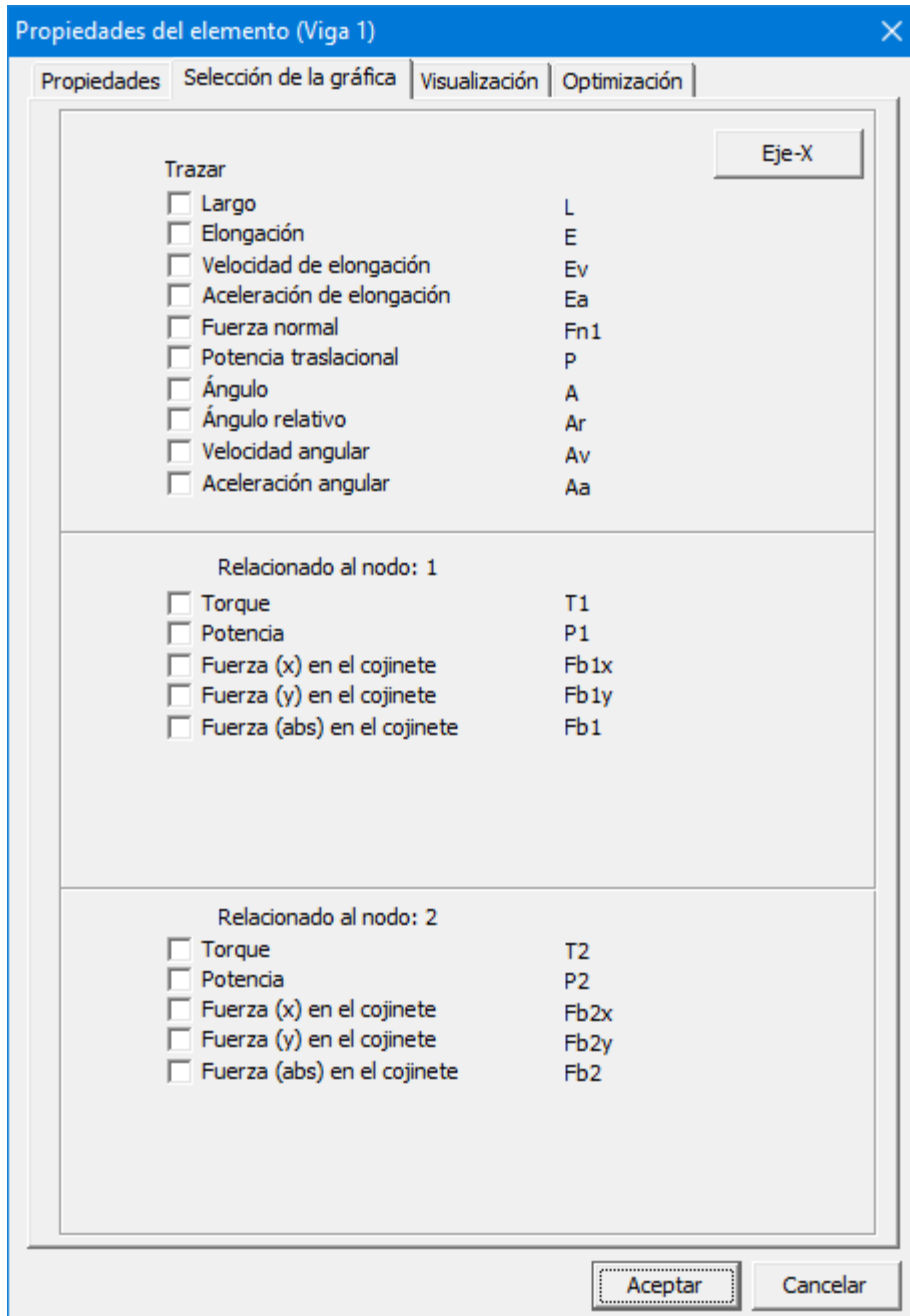 Propiedades del elemento (Viga 1)
Propiedades Selección de la gráfica Visualización Optimización
Eje-X
Trazar
Largo L
Elongación E
Velocidad de elongación Ev
Aceleración de elongación Ea
Fuerza normal Fn1
Potencia traslacional P
Ángulo A
Ángulo relativo Ar
Velocidad angular Av
Aceleración angular Aa
Relacionado al nodo: 1
Torque T1
Potencia P1
Fuerza (x) en el cojinete Fb1x
Fuerza (y) en el cojinete Fb1y
Fuerza (abs) en el cojinete Fb1
Relacionado al nodo: 2
Torque T2
Potencia P2
Fuerza (x) en el cojinete Fb2x
Fuerza (y) en el cojinete Fb2y
Fuerza (abs) en el cojinete Fb2
Aceptar Cancelar